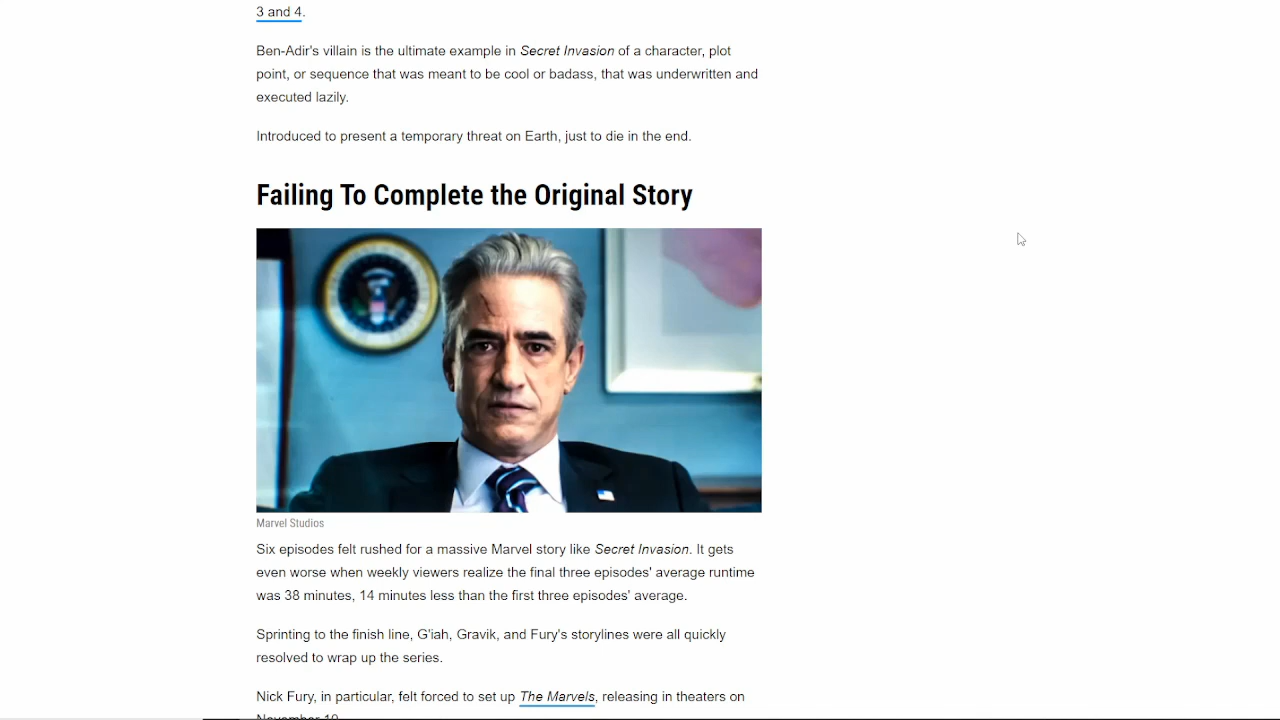 3 and 4.
Ben-Adir's villain is the ultimate example in Secret Invasion of a character, plot
point, or sequence that was meant to be cool or badass, that was underwritten and
executed lazily.
Introduced to present a temporary threat on Earth, just to die in the end.
Failing To Complete the Original Story
Marvel Studios
Six episodes felt rushed for a massive Marvel story like Secret Invasion. It gets
even worse when weekly viewers realize the final three episodes' average runtime
was 38 minutes, 14 minutes less than the first three episodes' average.
Sprinting to the finish line, G'iah, Gravik, and Fury's storylines were all quickly
resolved to wrap up the series.
Nick Fury, in particular, felt forced to set up The Marvels, releasing in theaters on
November 10